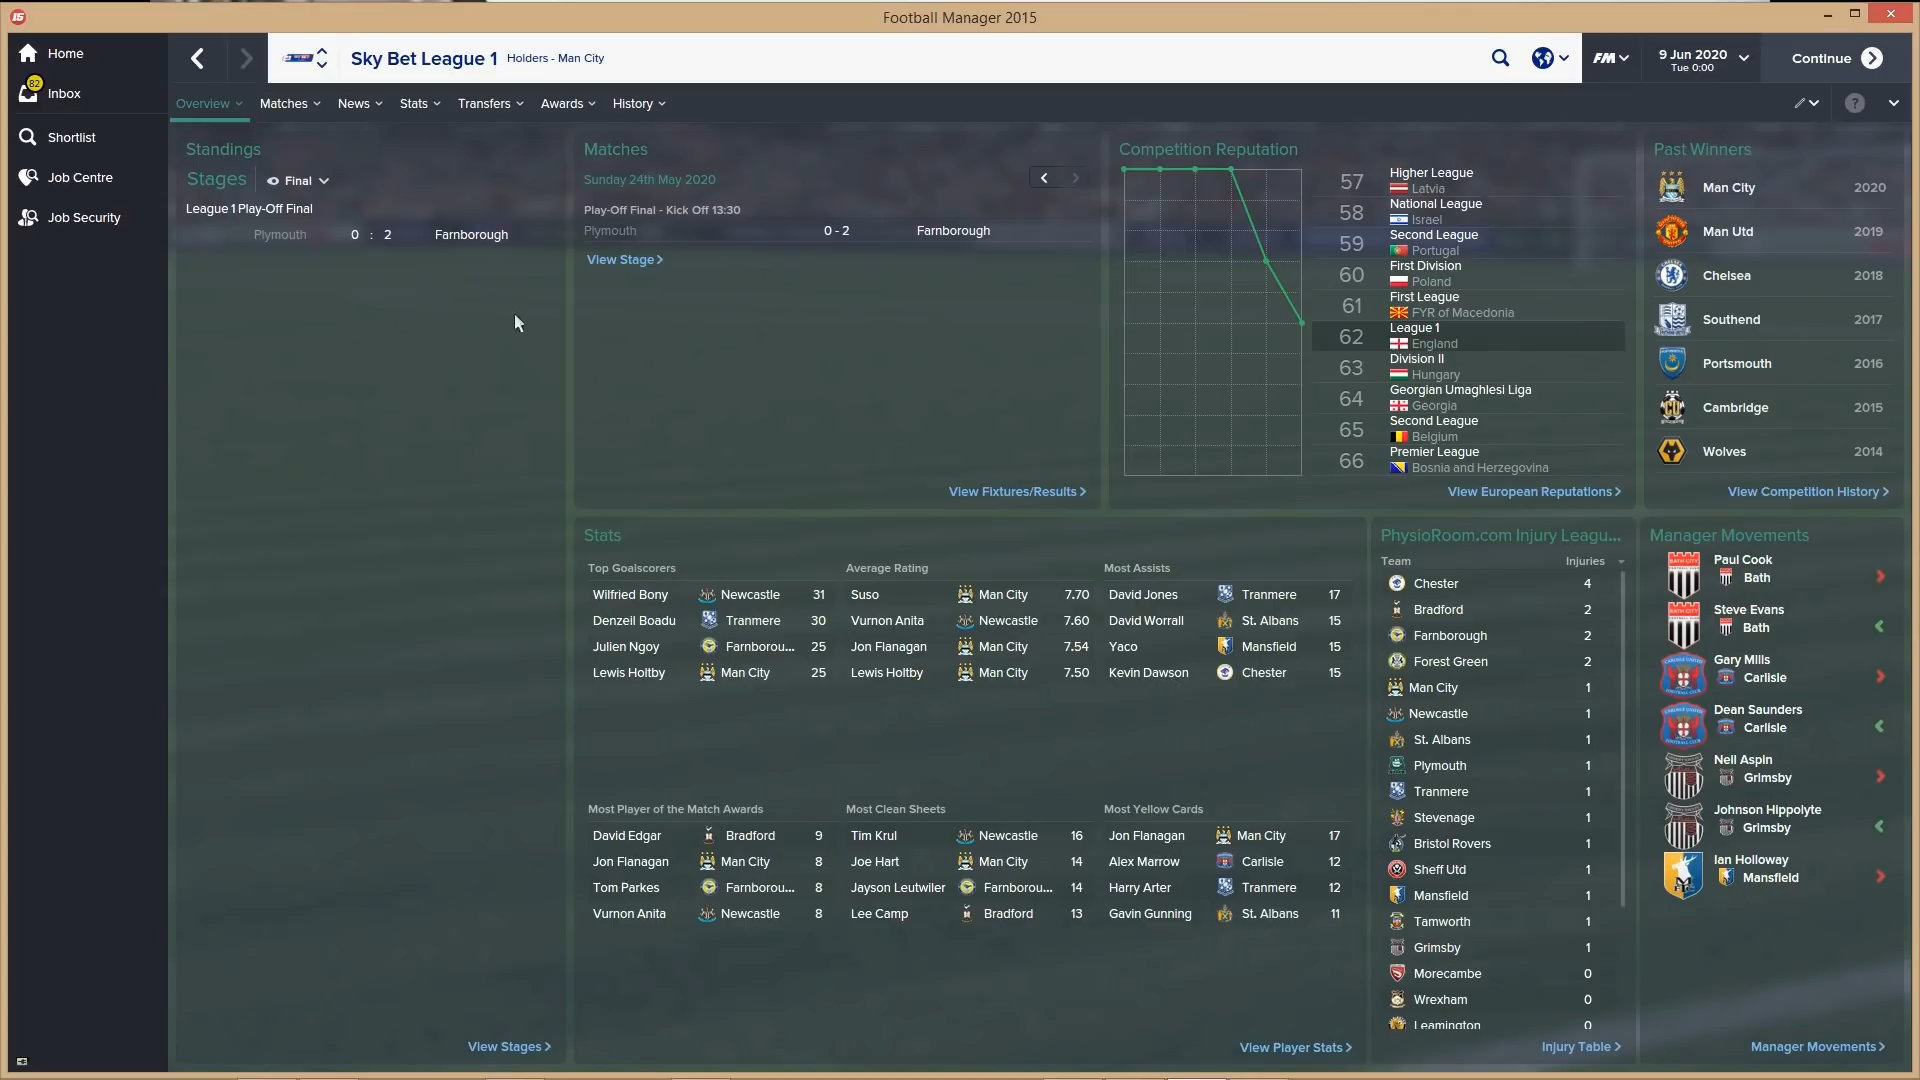 Football Manager 2015
Home
82
Inbox
Shortlist
Job Centre
Job Security
Sky Bet League 1 Holders - Man City
FM
9 Jun 2020
Tue 0:00
Continue
Overview Matches News Stats Transfers Awards History
Standings
Stages Final
League 1 Play-Off Final
Plymouth 0 : 2 Farnborough
View Stages
Matches
Sunday 24th May 2020
Play-Off Final - Kick Off 13:30
Plymouth 0 - 2 Farnborough
View Stage
View Fixtures/Results
Competition Reputation
57 Higher League
Latvia
58 National League
Israel
59 Second League
Portugal
60 First Division
Poland
61 First League
FYR of Macedonia
62 League 1
England
63 Division II
Hungary
64 Georgian Umaghlesi Liga
Georgia
65 Second League
Belgium
66 Premier League
Bosnia and Herzegovina
View European Reputations
Past Winners
Man City 2020
Man Utd 2019
Chelsea 2018
Southend 2017
Portsmouth 2016
Cambridge 2015
Wolves 2014
View Competition History
Stats
Top Goalscorers
Wilfried Bony Newcastle 31
Denzeil Boadu Tranmere 30
Julien Ngoy Farnborou... 25
Lewis Holtby Man City 25
Average Rating
Suso Man City 7.70
Vurnon Anita Newcastle 7.60
Jon Flanagan Man City 7.54
Lewis Holtby Man City 7.50
Most Assists
David Jones Tranmere 17
David Worrall St. Albans 15
Yaco Mansfield 15
Kevin Dawson Chester 15
Most Player of the Match Awards
David Edgar Bradford 9
Jon Flanagan Man City 8
Tom Parkes Farnborou... 8
Vurnon Anita Newcastle 8
Most Clean Sheets
Tim Krul Newcastle 16
Joe Hart Man City 14
Jayson Leutwiler Farnborou... 14
Lee Camp Bradford 13
Most Yellow Cards
Jon Flanagan Man City 17
Alex Marrow Carlisle 12
Harry Arter Tranmere 12
Gavin Gunning St. Albans 11
View Player Stats
PhysioRoom.com Injury Leagu...
Team Injuries
Chester 4
Bradford 2
Farnborough 2
Forest Green 2
Man City 1
Newcastle 1
St. Albans 1
Plymouth 1
Tranmere 1
Stevenage 1
Bristol Rovers 1
Sheff Utd 1
Mansfield 1
Tamworth 1
Grimsby 1
Morecambe 0
Wrexham 0
Leamington 0
Injury Table
Manager Movements
Paul Cook
Bath
Steve Evans
Bath
Gary Mills
Carlisle
Dean Saunders
Carlisle
Neil Aspin
Grimsby
Johnson Hippolyte
Grimsby
Ian Holloway
Mansfield
Manager Movements